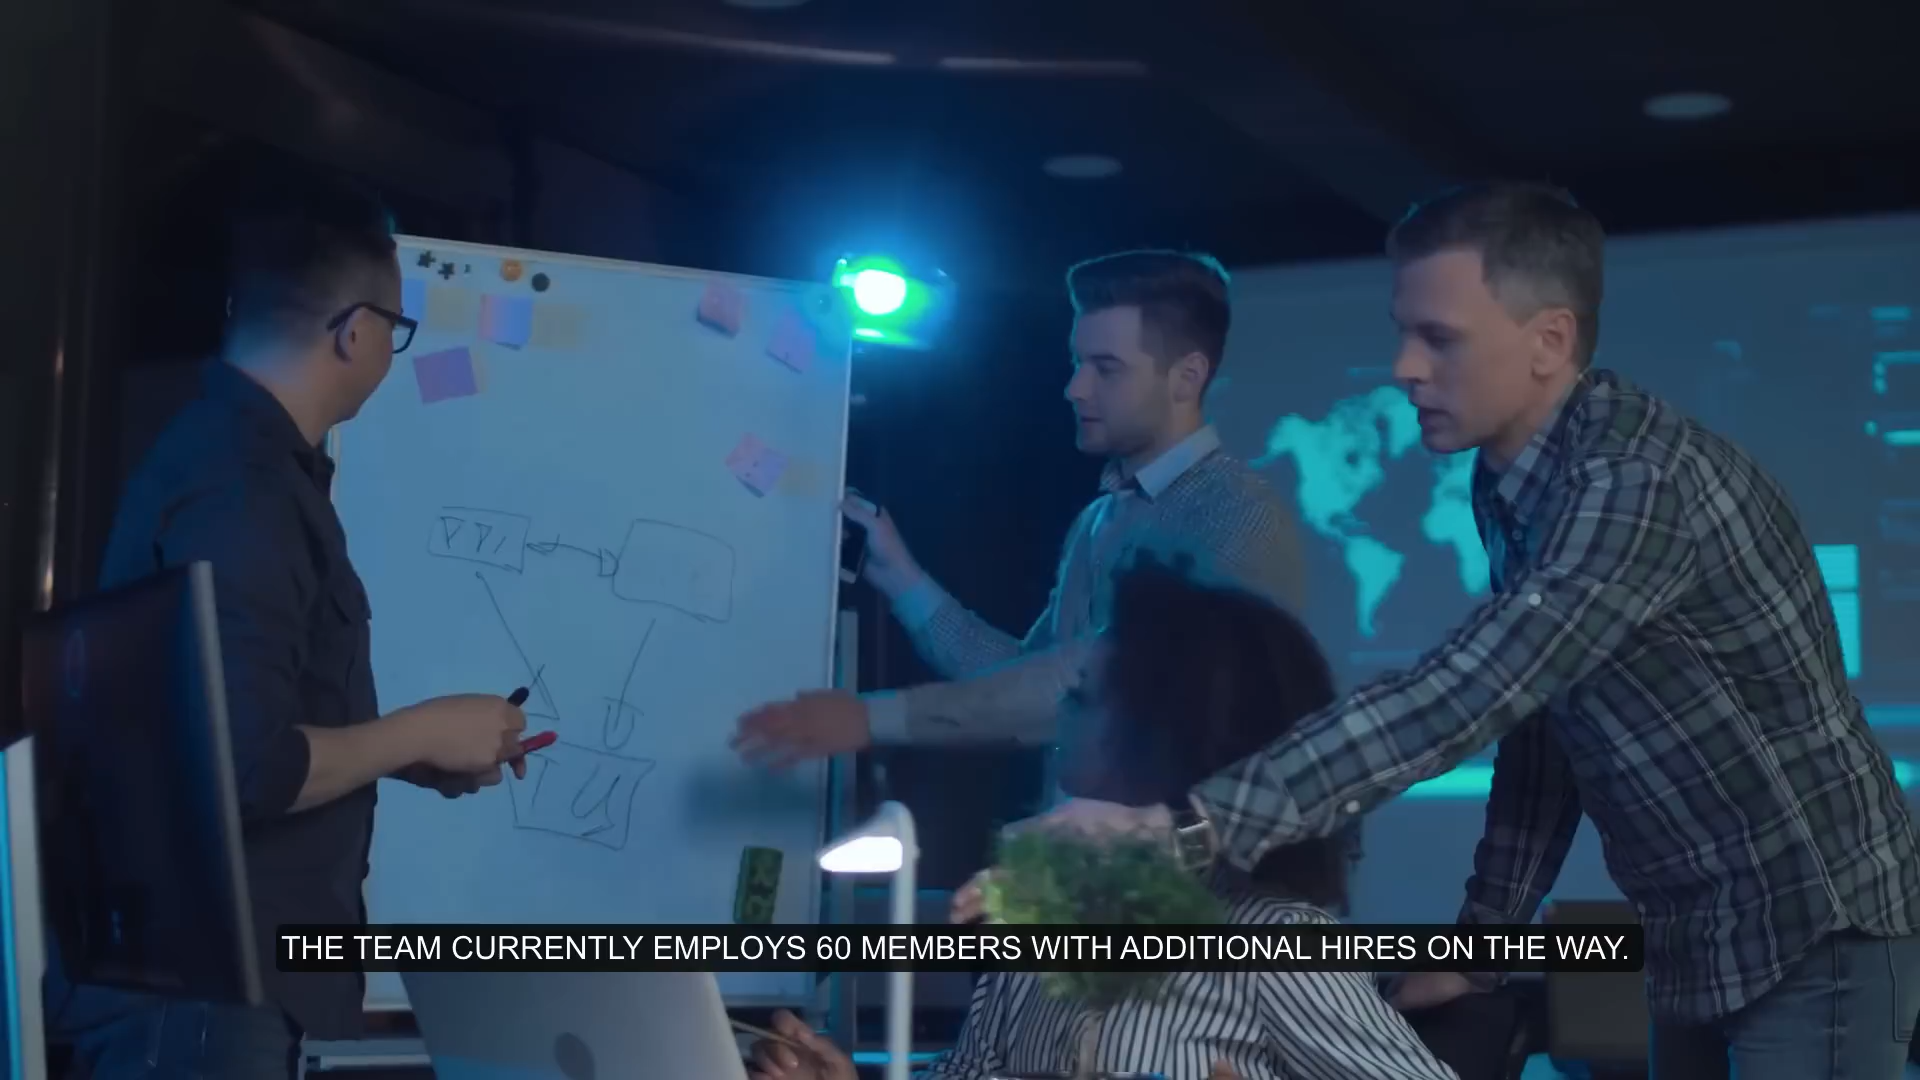 THE TEAM CURRENTLY EMPLOYS 60 MEMBERS WITH ADDITIONAL HIRES ON THE WAY.